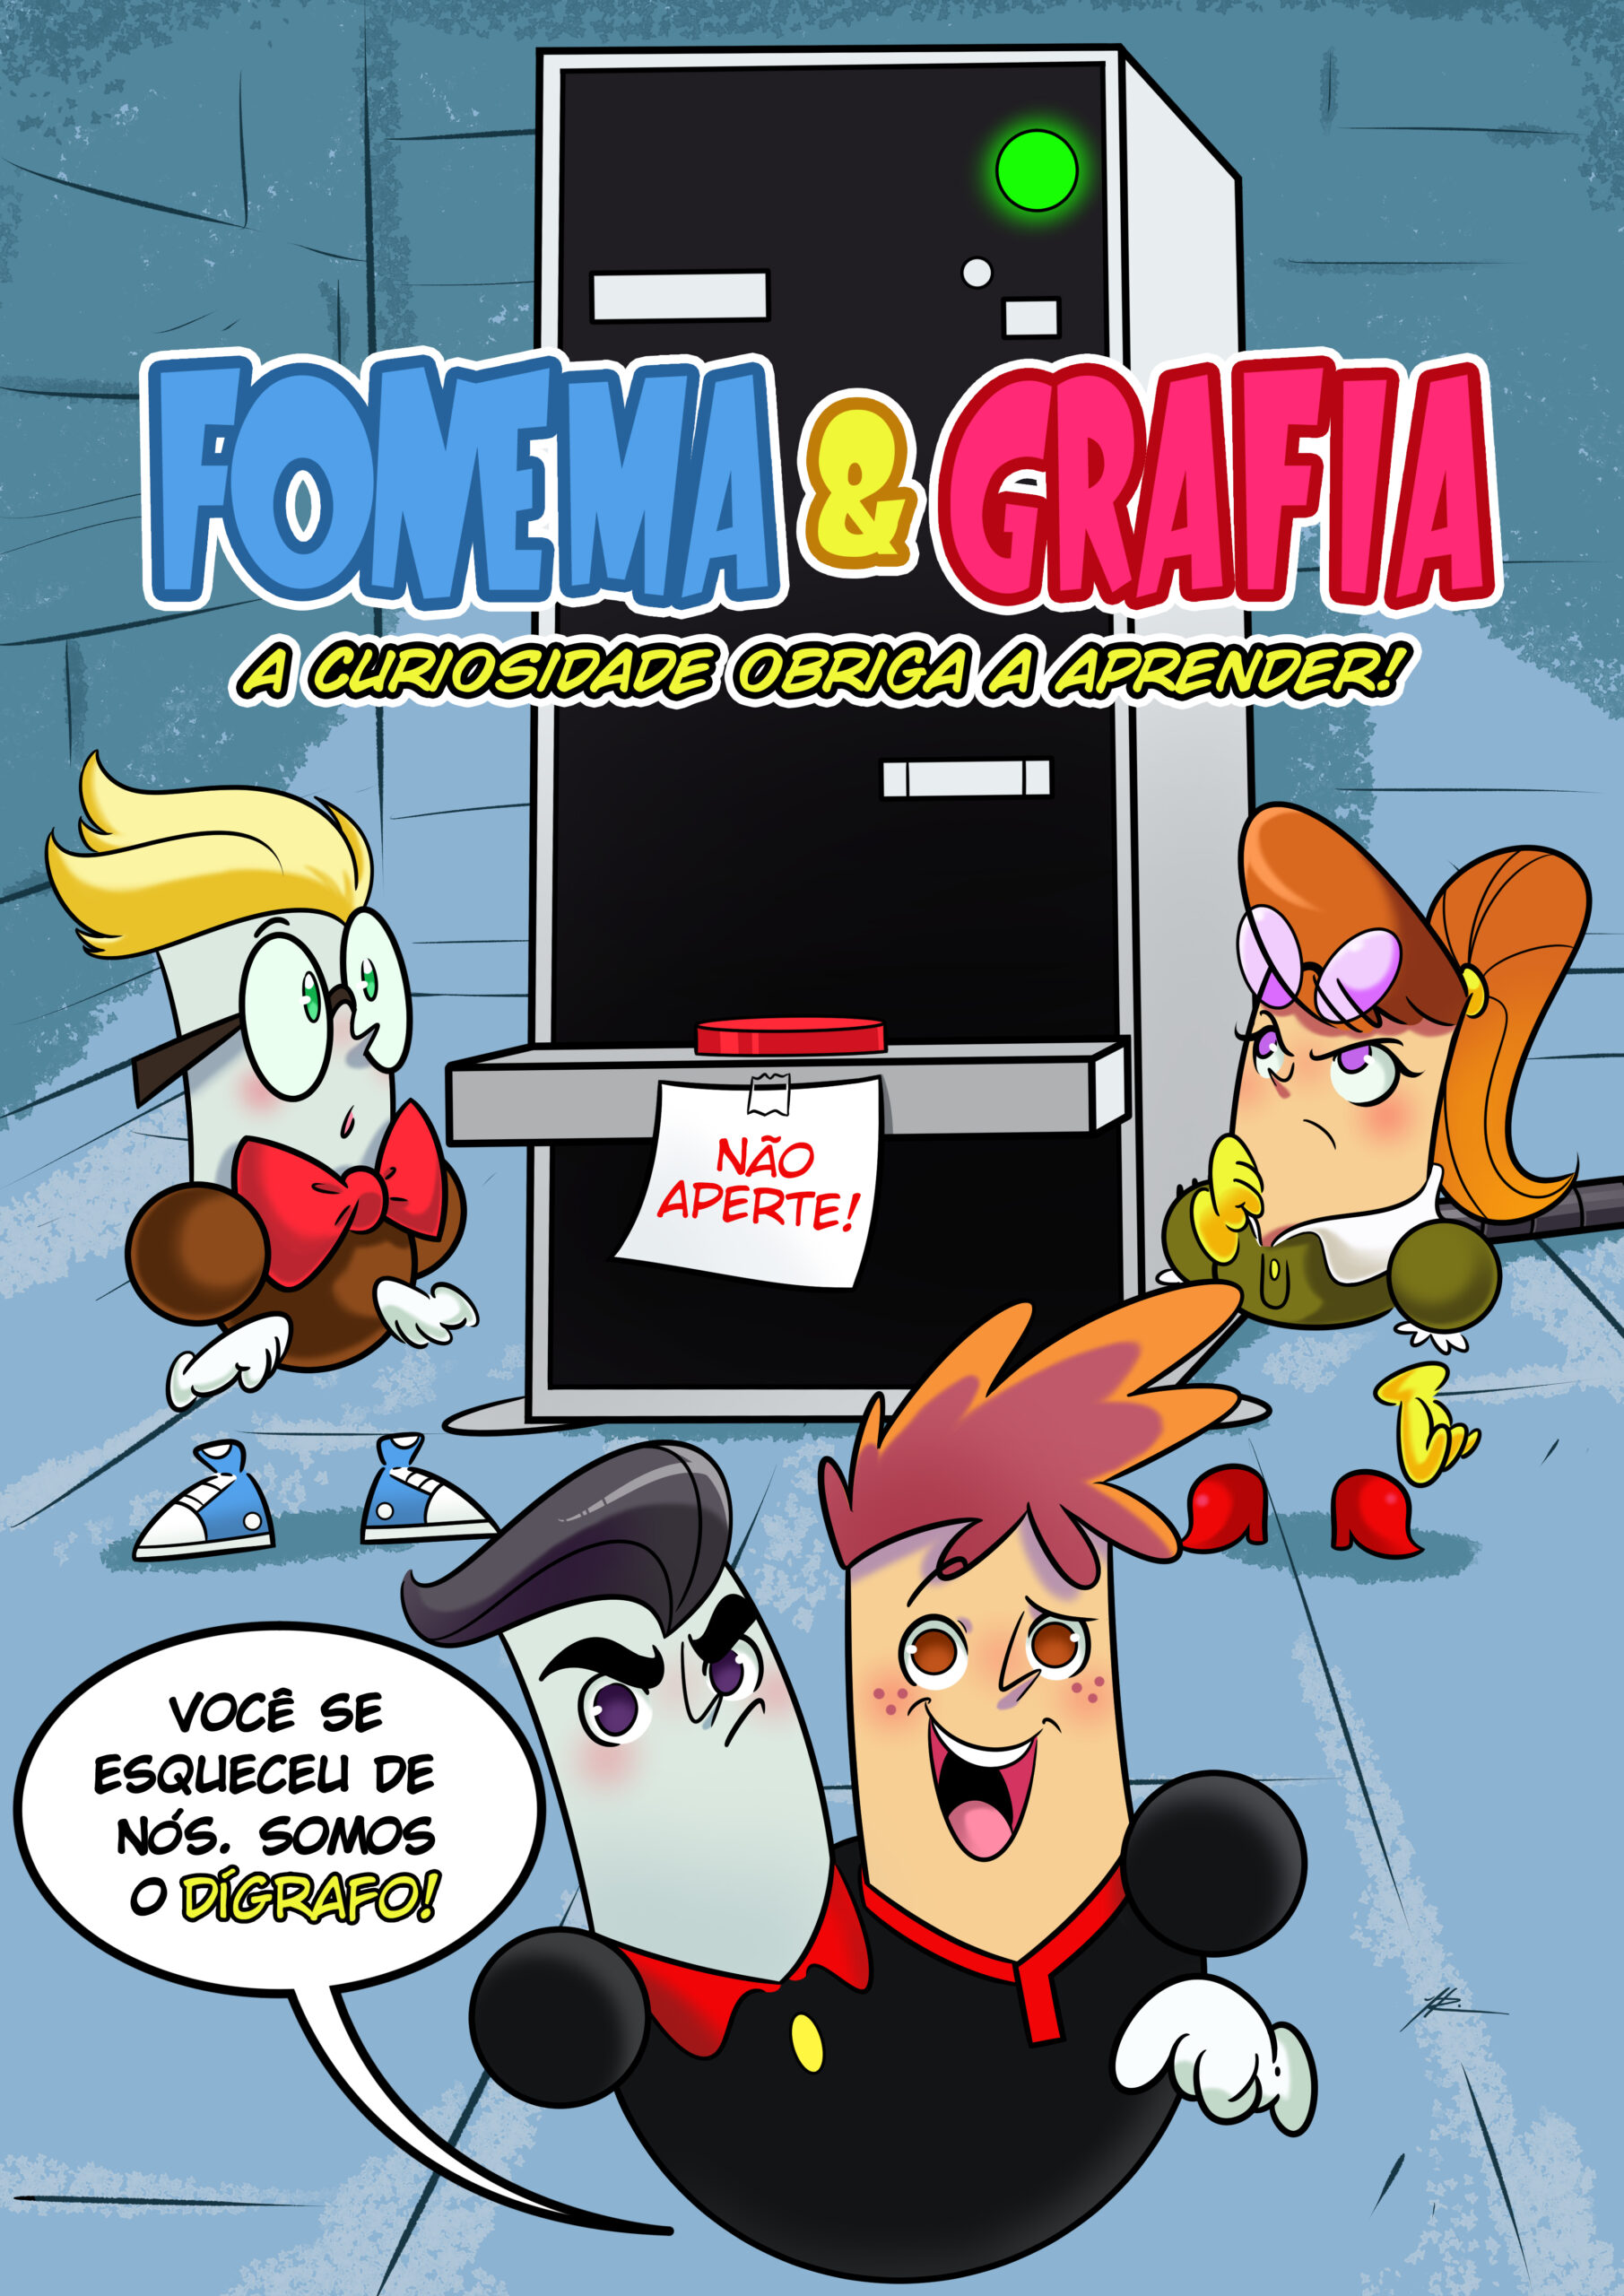 FONEMA & GRAFIA
A CURIOSIDADE OBRIGA A APRENDER!
NÃO
APERTE!
VOCÊ SE
ESQUECEU DE
NÓS. SOMOS
O DÍGRAFO!